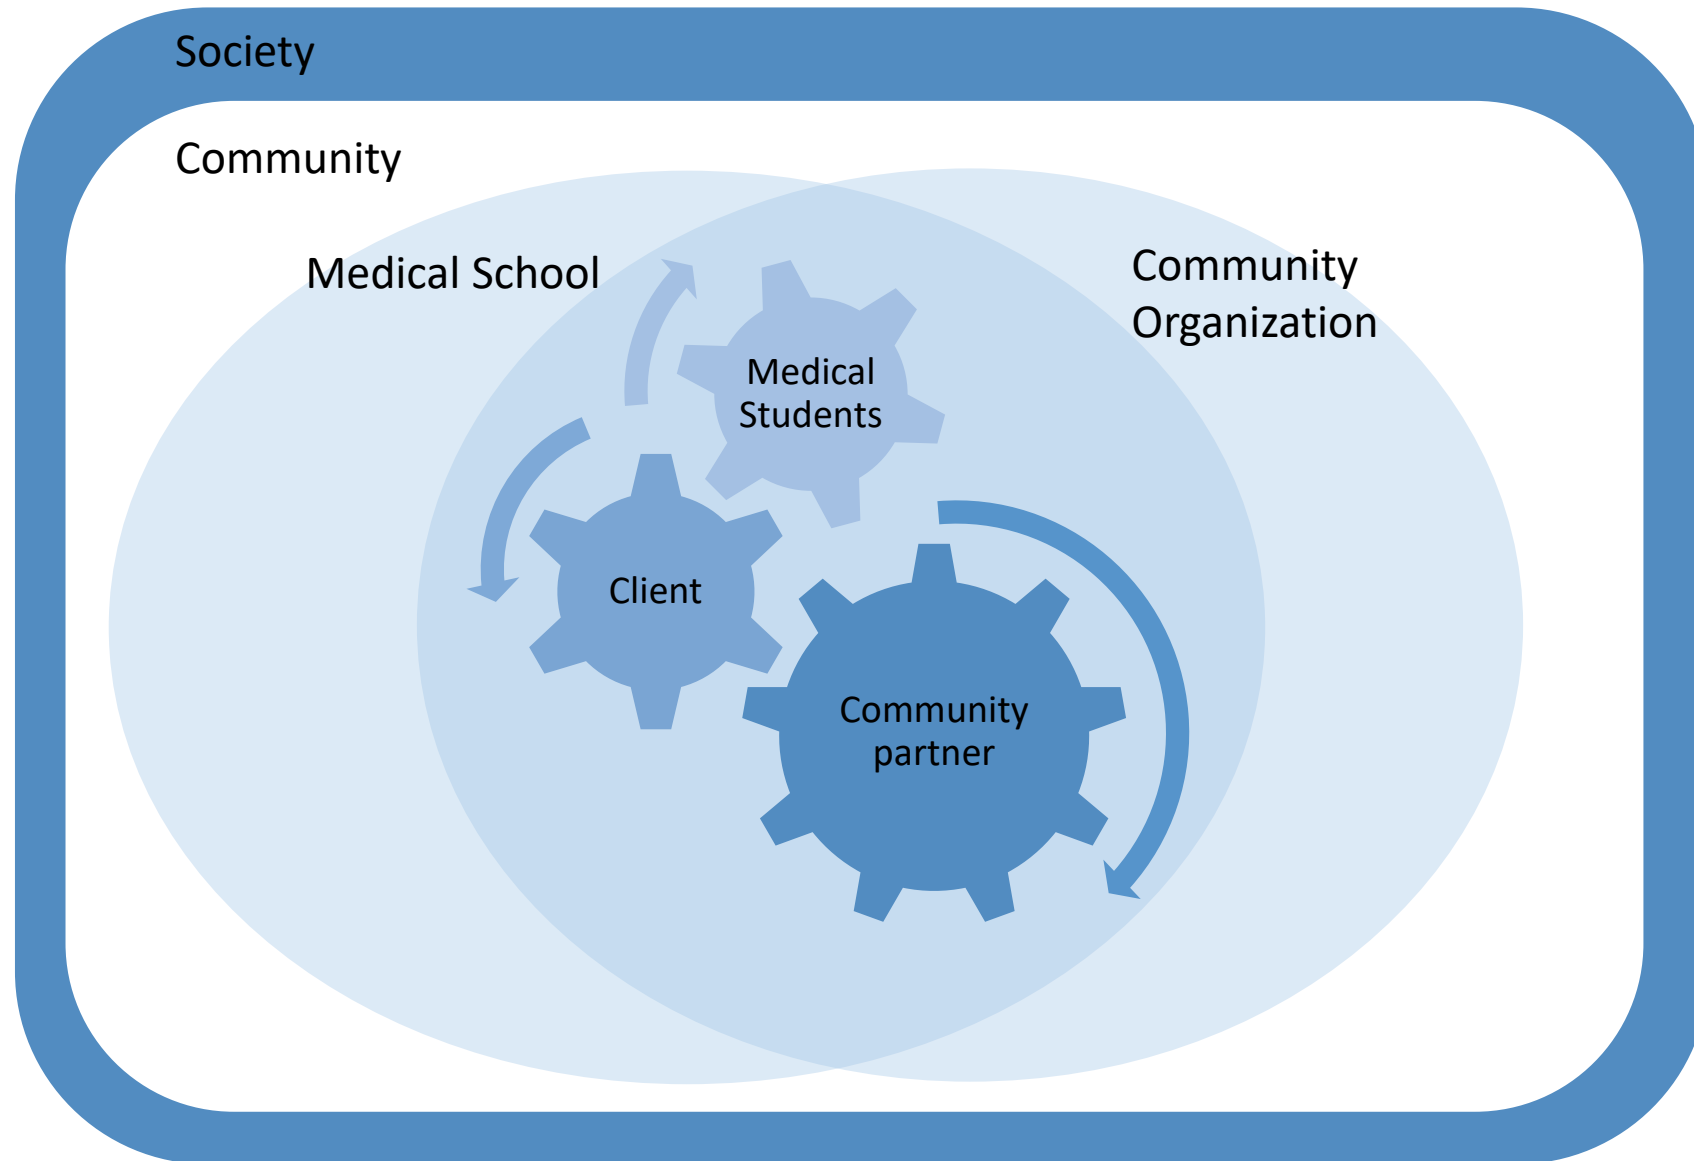 Society
Community
Medical School
Community
Organization
Medical
Students
Client
Community
partner